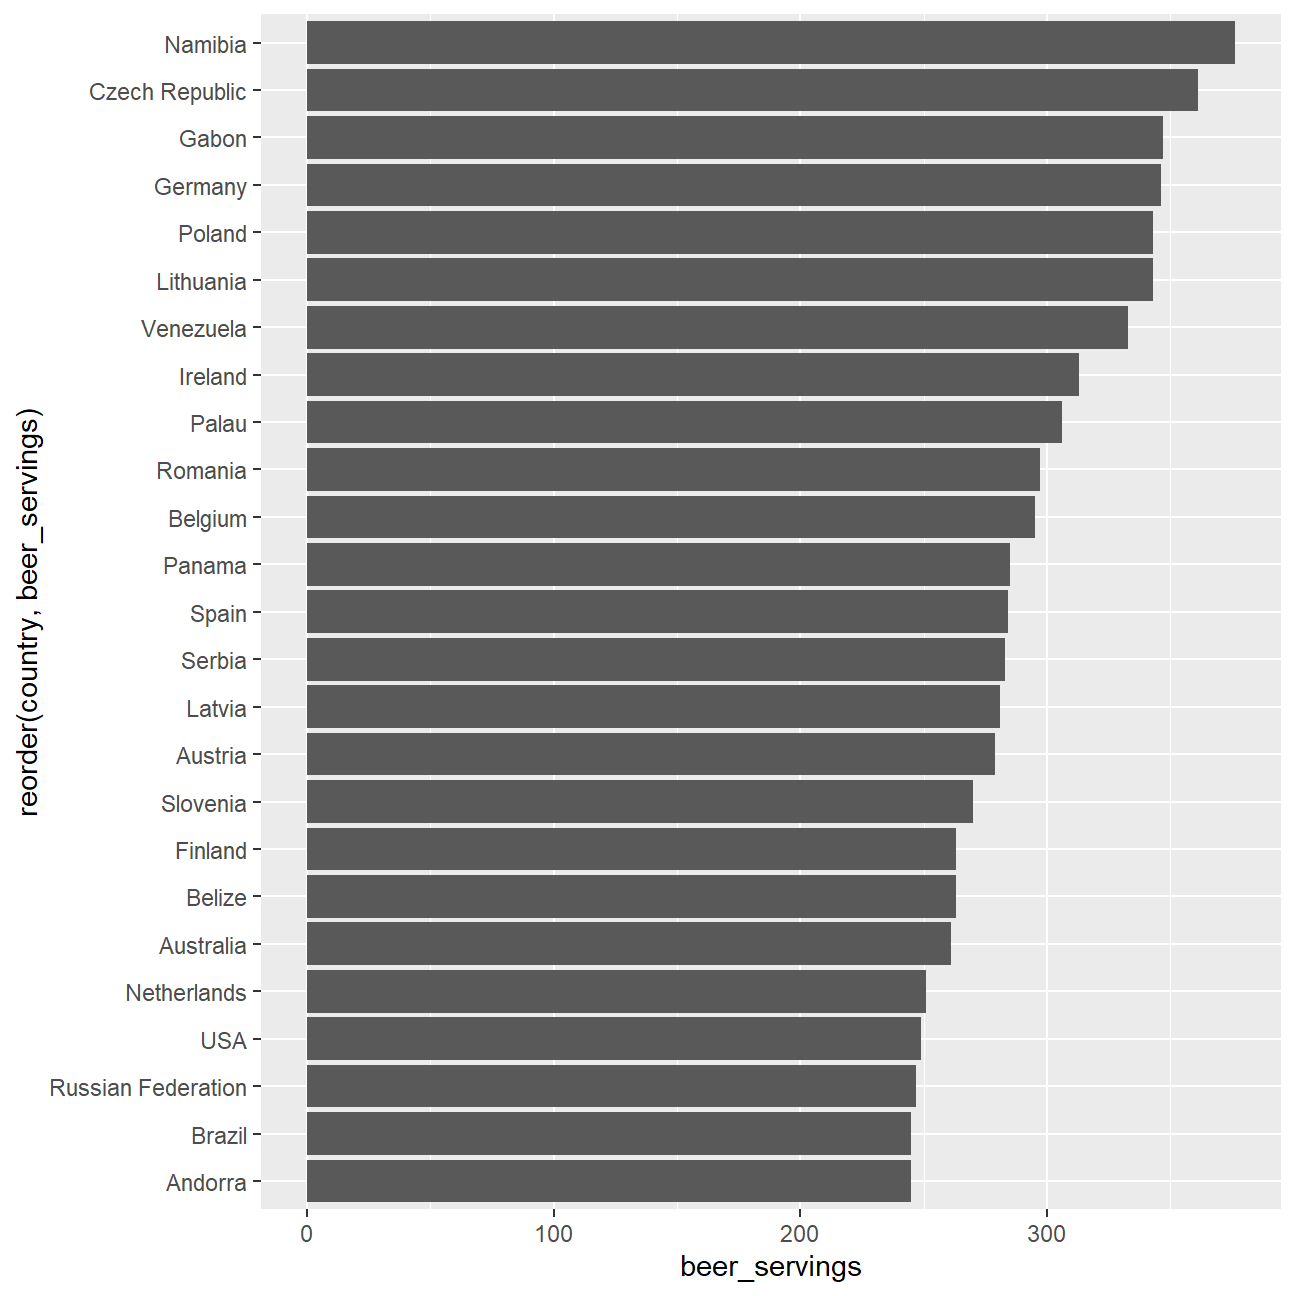 Namibia
Czech Republic
Gabon
Germany
Poland
Lithuania
Venezuela
Ireland
Palau
Romania
Belgium
Panama
Spain
Serbia
Latvia
Austria
Slovenia
Finland
Belize
Australia
Netherlands
USA
Russian Federation
Brazil
Andorra
reorder(country, beer_servings)
0 100 200 300
beer_servings